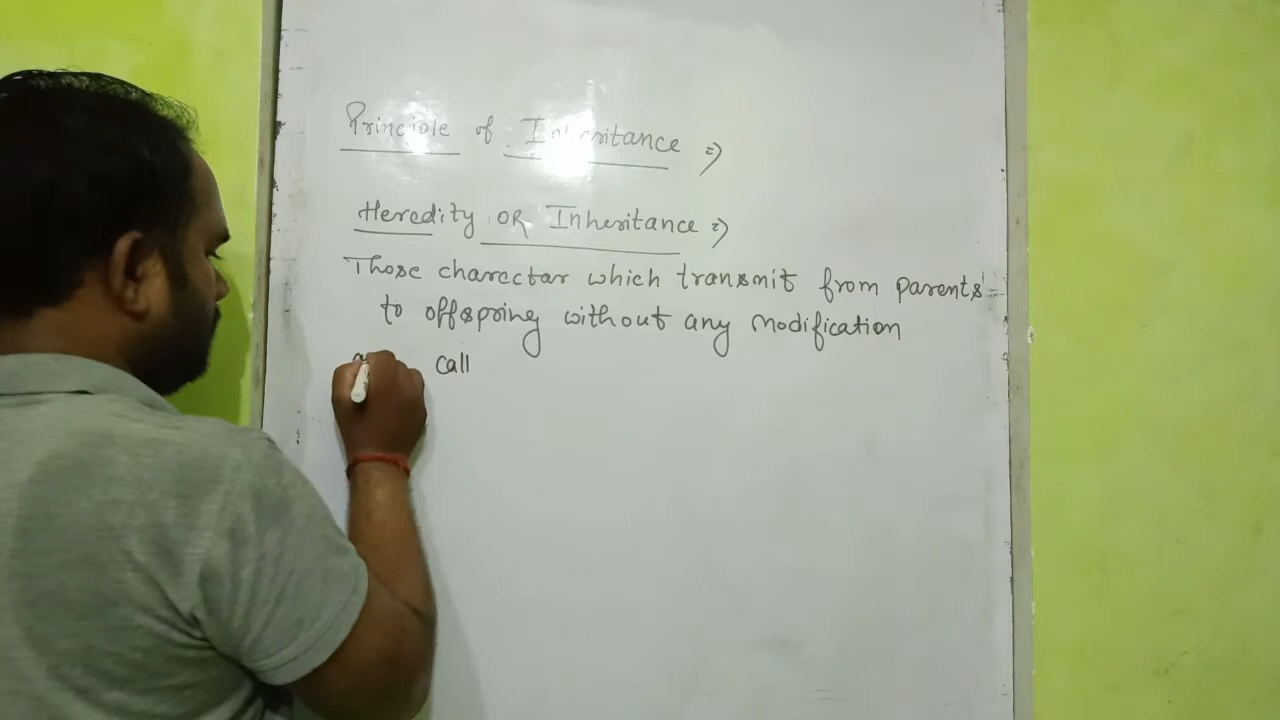 Principle of Inheritance ⇒
Heredity OR Inheritance ⇒
Those charectar which transmit from parents
to offspring without any modification
call